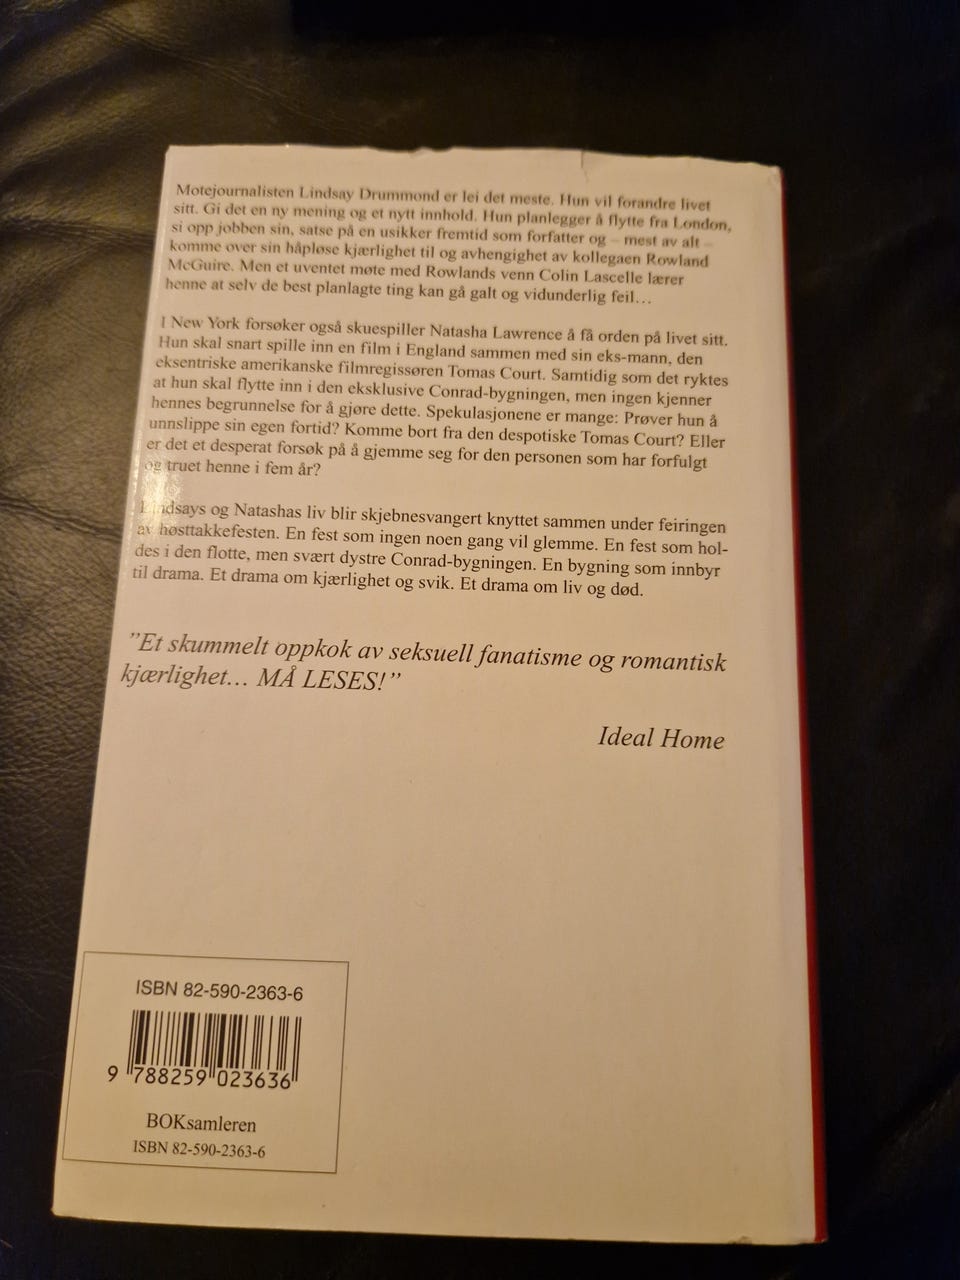 Motejournalisten Lindsay Drummond er lei det meste. Hun vil forandre livet
sitt. Gi det en ny mening og et nytt innhold. Hun planlegger å flytte fra London,
si opp jobben sin, satse på en usikker fremtid som forfatter og – mest av alt –
komme over sin håpløse kjærlighet til og avhengighet av kollegaen Rowland
McGuire. Men et uventet møte med Rowlands venn Colin Lascelle lærer
henne at selv de best planlagte ting kan gå galt og vidunderlig feil…
I New York forsøker også skuespiller Natasha Lawrence å få orden på livet sitt.
Hun skal snart spille inn en film i England sammen med sin eks-mann, den
eksentriske amerikanske filmregissøren Tomas Court. Samtidig som det ryktes
at hun skal flytte inn i den eksklusive Conrad-bygningen, men ingen kjenner
hennes begrunnelse for å gjøre dette. Spekulasjonene er mange: Prøver hun å
unnslippe sin egen fortid? Komme bort fra den despotiske Tomas Court? Eller
er det et desperat forsøk på å gjemme seg for den personen som har forfulgt
og truet henne i fem år?
Lindsays og Natashas liv blir skjebnesvangert knyttet sammen under feiringen
av høsttakkefesten. En fest som ingen noen gang vil glemme. En fest som hol-
des i den flotte, men svært dystre Conrad-bygningen. En bygning som innbyr
til drama. Et drama om kjærlighet og svik. Et drama om liv og død.
”Et skummelt oppkok av seksuell fanatisme og romantisk
kjærlighet… MÅ LESES!”
Ideal Home
ISBN 82-590-2363-6
9 788259 023636
BOKsamleren
ISBN 82-590-2363-6